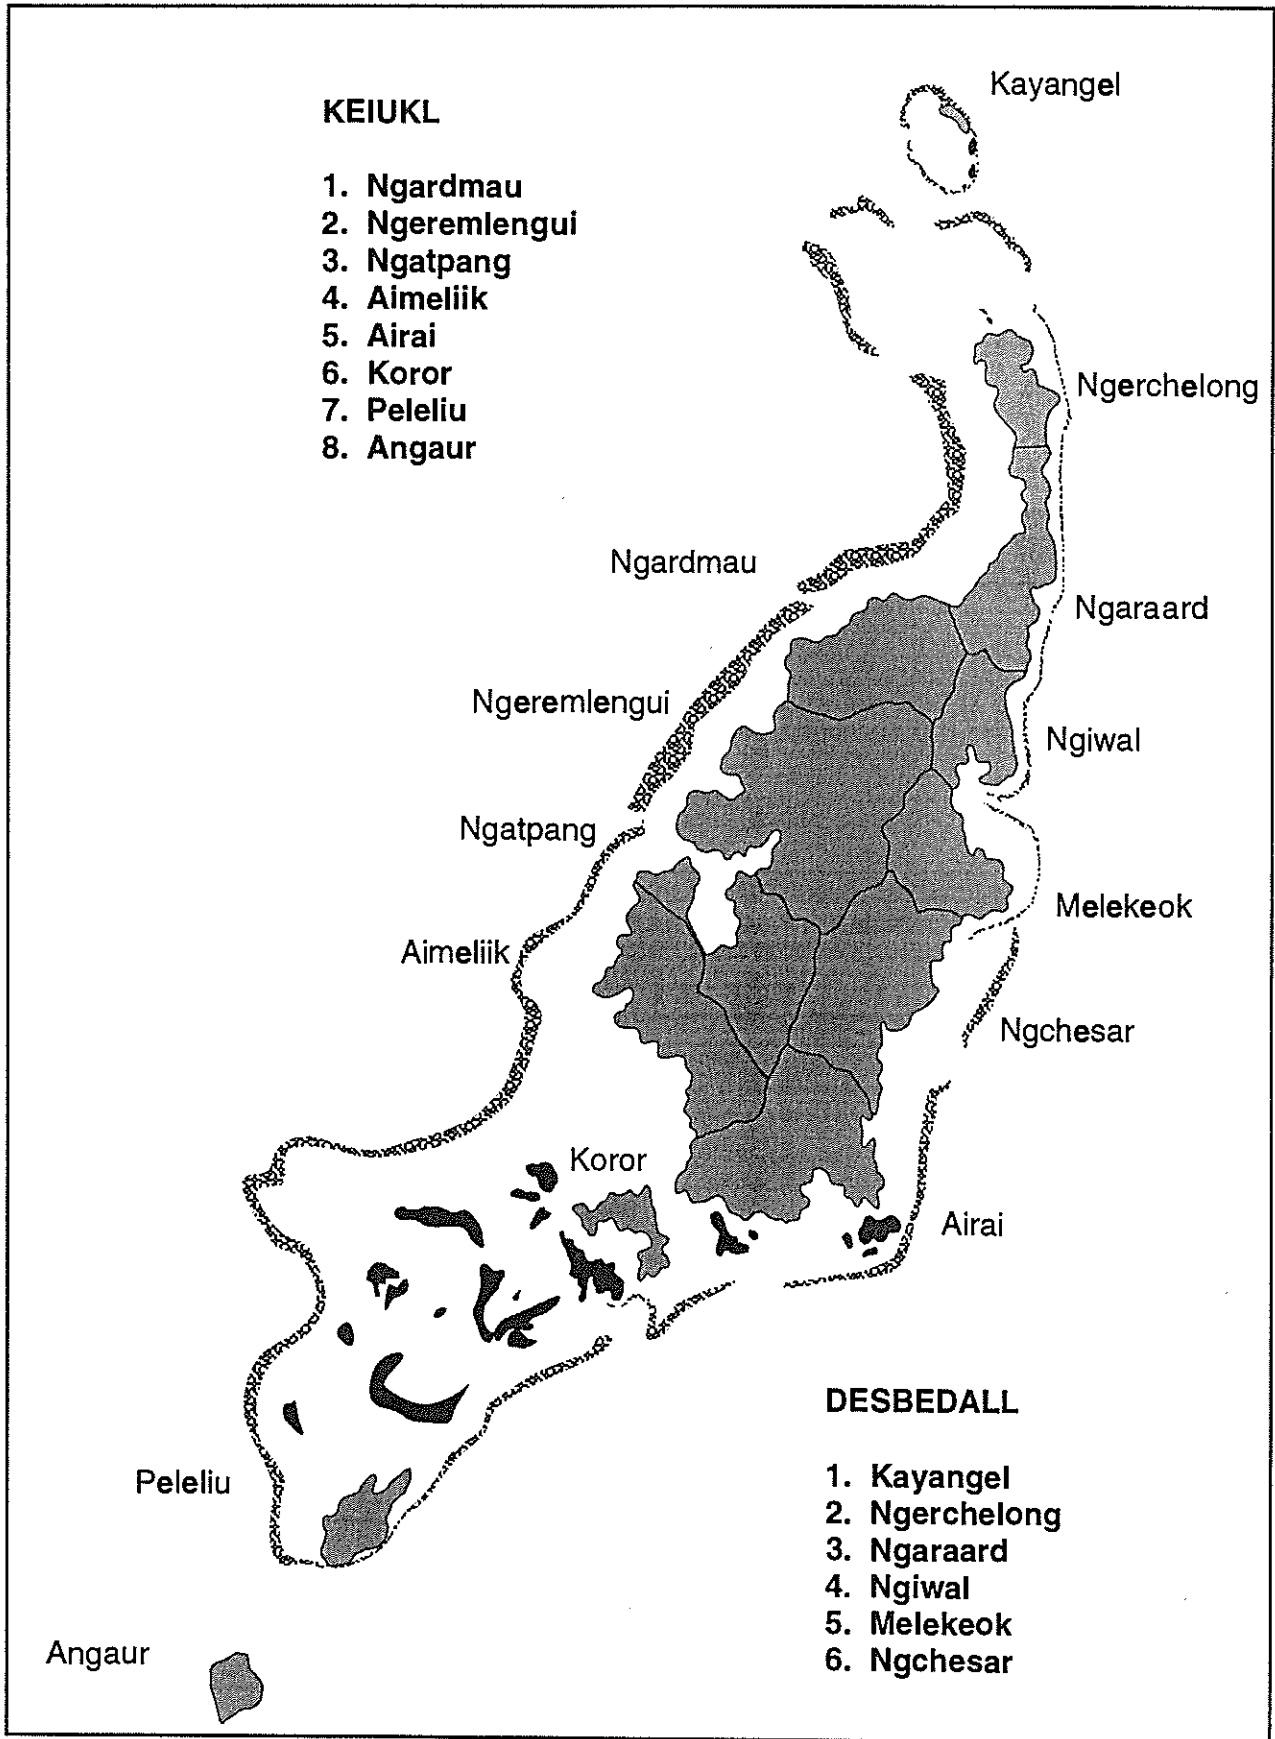 Kayangel
KEIUKL
1. Ngardmau
2. Ngeremlengui
3. Ngatpang
4. Aimeliik
5. Airai
6. Koror
7. Peleliu
8. Angaur
Ngerchelong
Ngardmau
Ngaraard
Ngeremlengui
Ngiwal
Ngatpang
Melekeok
Aimeliik
Ngchesar
Koror
Airai
DESBEDALL
1. Kayangel
2. Ngerchelong
3. Ngaraard
4. Ngiwal
5. Melekeok
6. Ngchesar
Peleliu
Angaur